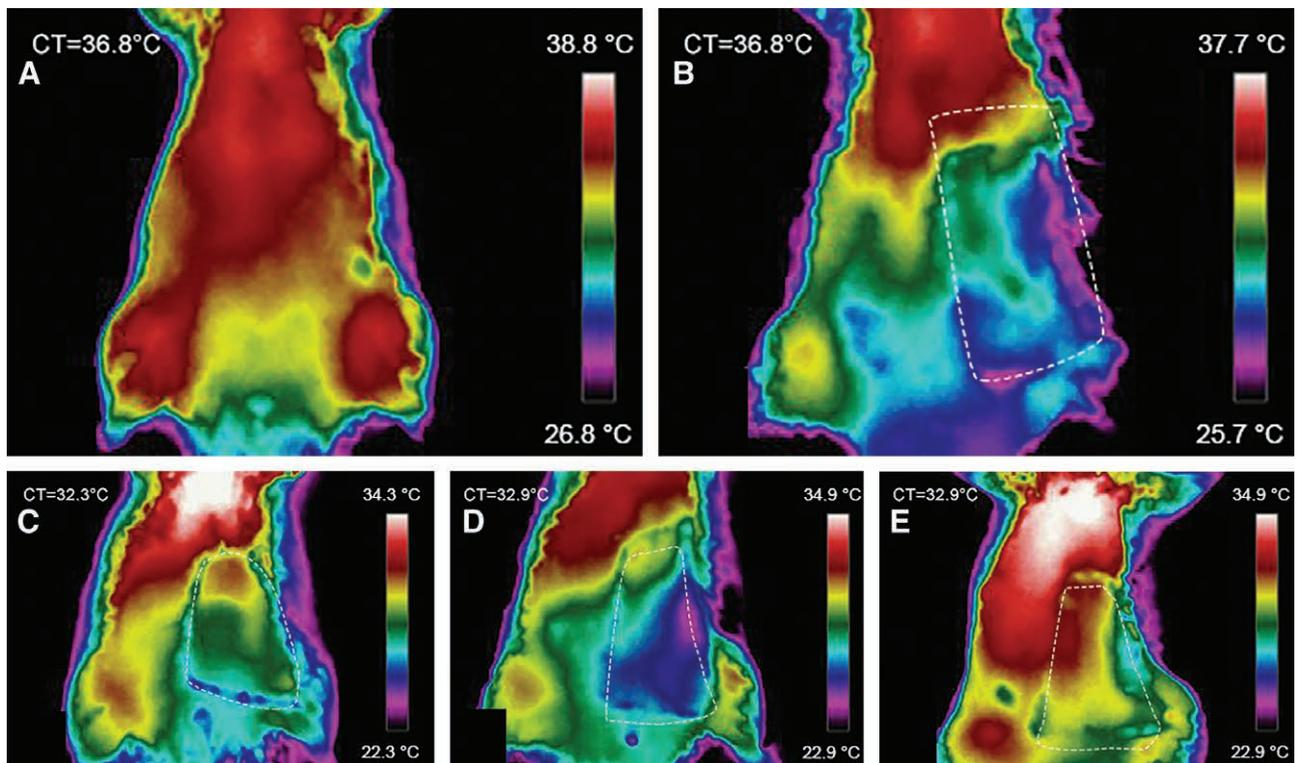 CT=36.8°C
38.8 °C
A
26.8 °C
CT=36.8°C
37.7 °C
B
25.7 °C
CT=32.3°C
34.3 °C
C
22.3 °C
CT=32.9°C
34.9 °C
D
22.9 °C
CT=32.9°C
34.9 °C
E
22.9 °C